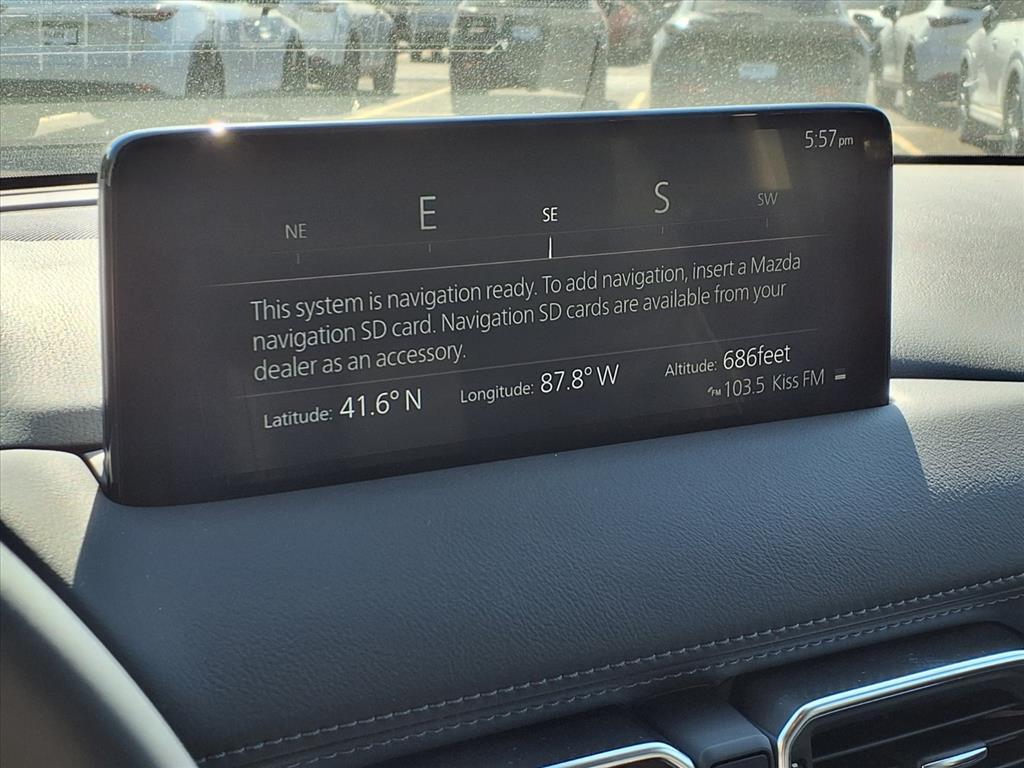 5:57 pm
NE E SE S SW
This system is navigation ready. To add navigation, insert a Mazda
navigation SD card. Navigation SD cards are available from your
dealer as an accessory.
Latitude: 41.6° N Longitude: 87.8° W Altitude: 686feet
FM 103.5 Kiss FM